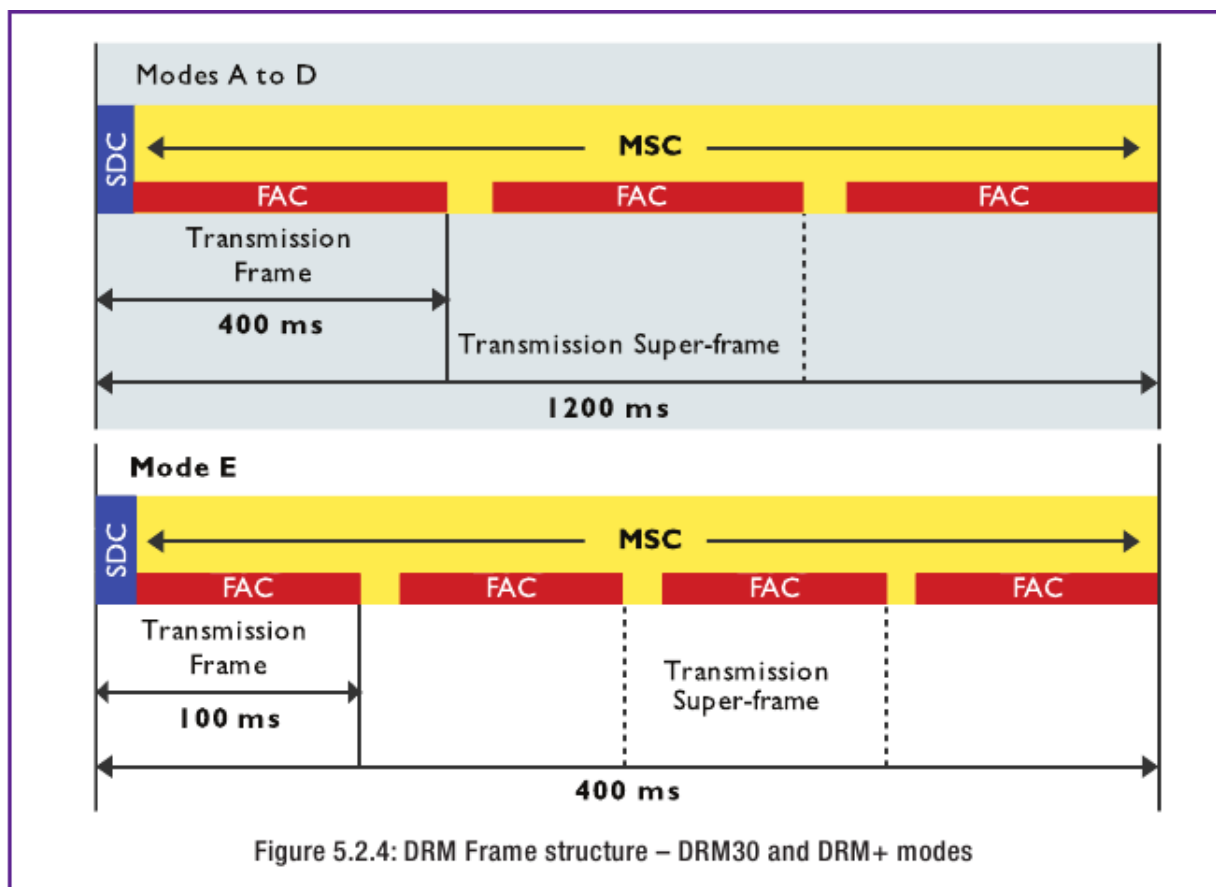 Modes A to D
SDC
MSC
FAC FAC FAC
Transmission
Frame
400 ms
Transmission Super-frame
1200 ms
Mode E
SDC
MSC
FAC FAC FAC FAC
Transmission
Frame
100 ms
Transmission
Super-frame
400 ms
Figure 5.2.4: DRM Frame structure – DRM30 and DRM+ modes